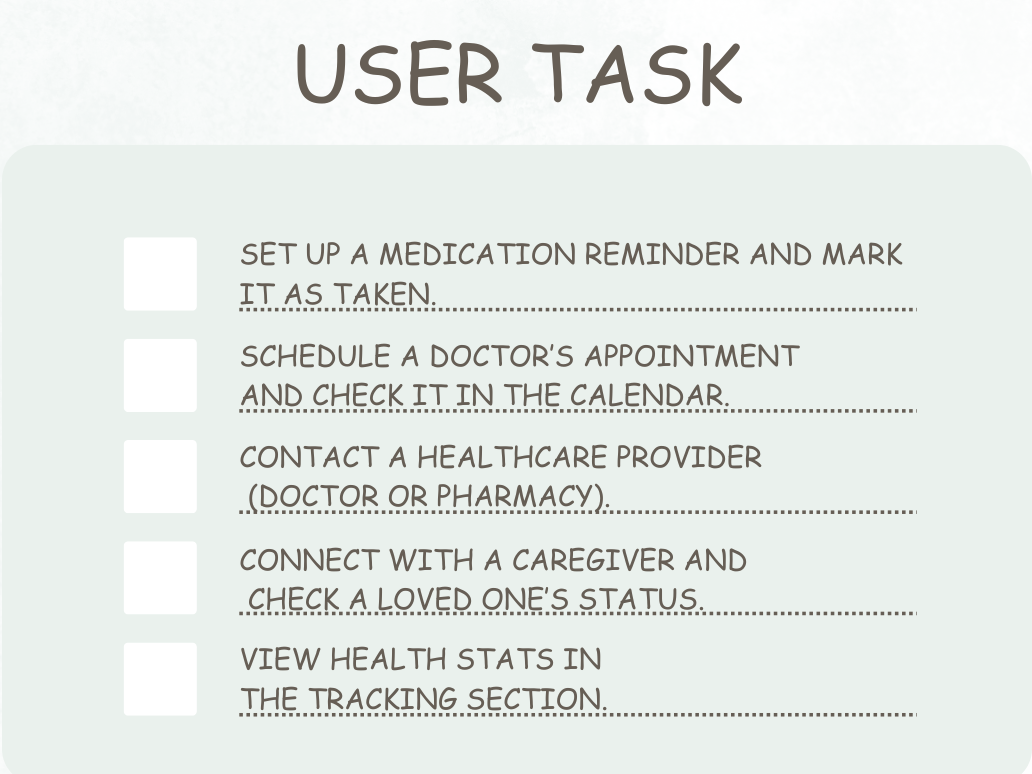 USER TASK
SET UP A MEDICATION REMINDER AND MARK
IT AS TAKEN.
SCHEDULE A DOCTOR'S APPOINTMENT
AND CHECK IT IN THE CALENDAR.
CONTACT A HEALTHCARE PROVIDER
(DOCTOR OR PHARMACY).
CONNECT WITH A CAREGIVER AND
CHECK A LOVED ONE'S STATUS.
VIEW HEALTH STATS IN
THE TRACKING SECTION.